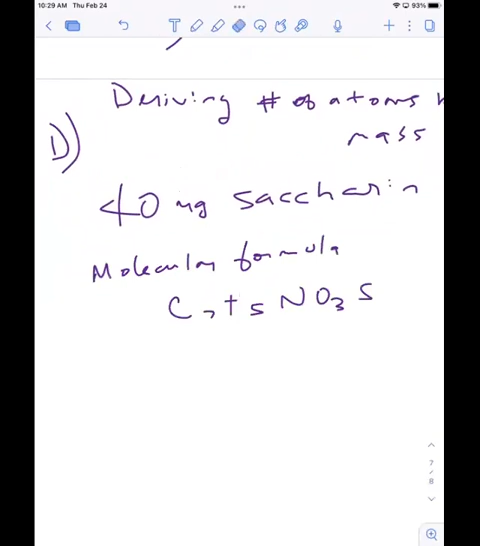 10:29 AM Thu Feb 24
93%
Deriving # of atoms
D)
mass
40 mg saccharin
Molecular formula
C₇H₅NO₃S
7
/
8